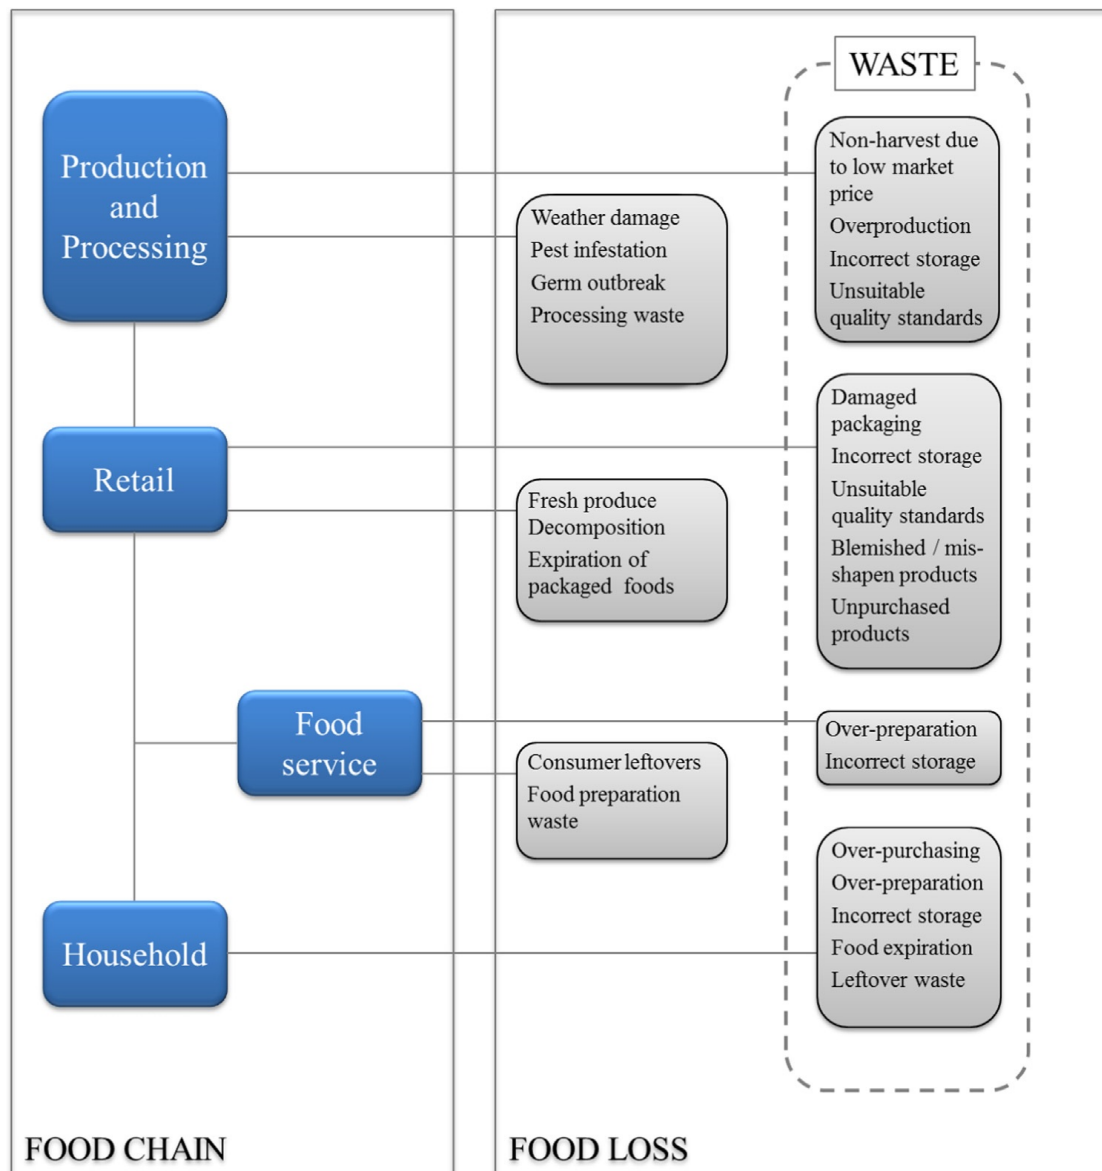 WASTE
Production
and
Processing
Non-harvest due
to low market
price
Overproduction
Incorrect storage
Unsuitable
quality standards
Weather damage
Pest infestation
Germ outbreak
Processing waste
Retail
Damaged
packaging
Incorrect storage
Unsuitable
quality standards
Blemished / mis-
shapen products
Unpurchased
products
Fresh produce
Decomposition
Expiration of
packaged foods
Food
service
Over-preparation
Incorrect storage
Consumer leftovers
Food preparation
waste
Household
Over-purchasing
Over-preparation
Incorrect storage
Food expiration
Leftover waste
FOOD CHAIN
FOOD LOSS